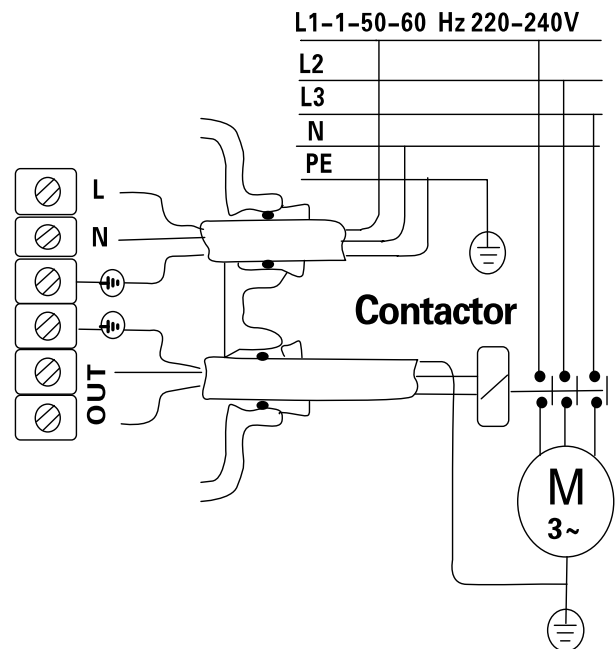 L1-1-50-60 Hz 220-240V
L2
L3
N
PE
L
N
OUT
Contactor
M
3~